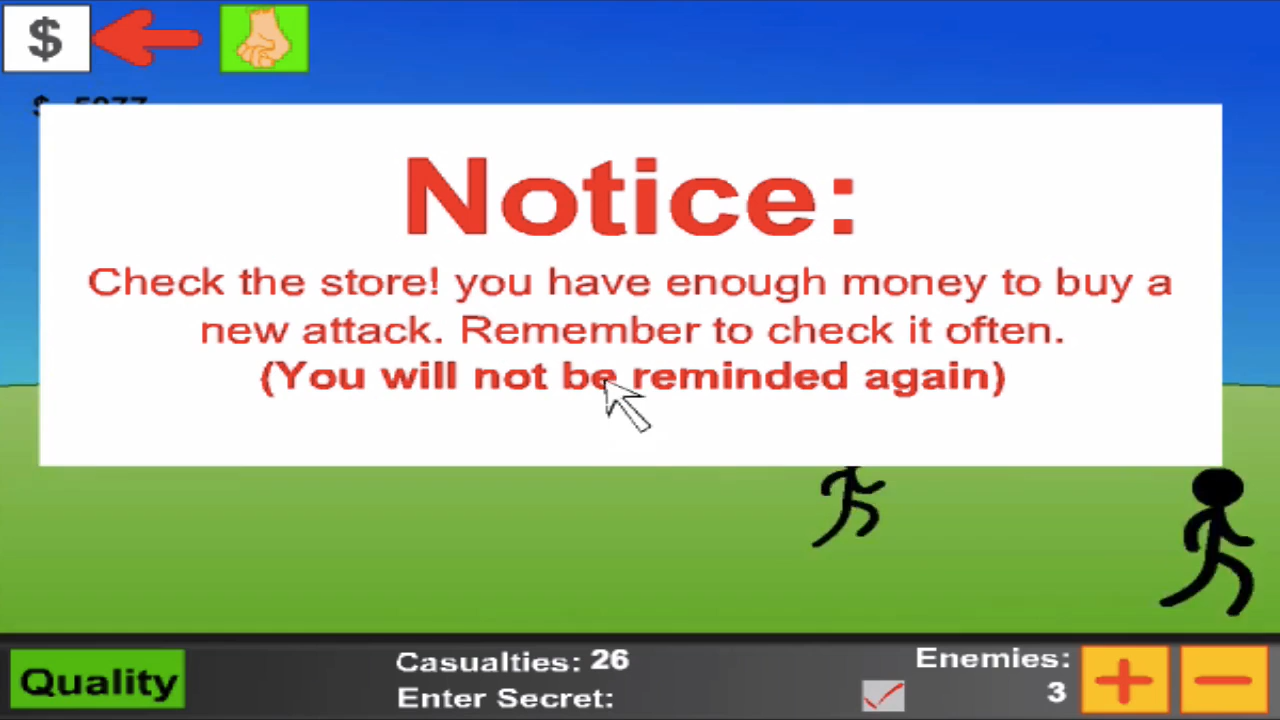 $
Notice:
Check the store! you have enough money to buy a
new attack. Remember to check it often.
(You will not be reminded again)
Quality
Casualties: 26
Enter Secret:
Enemies:
3